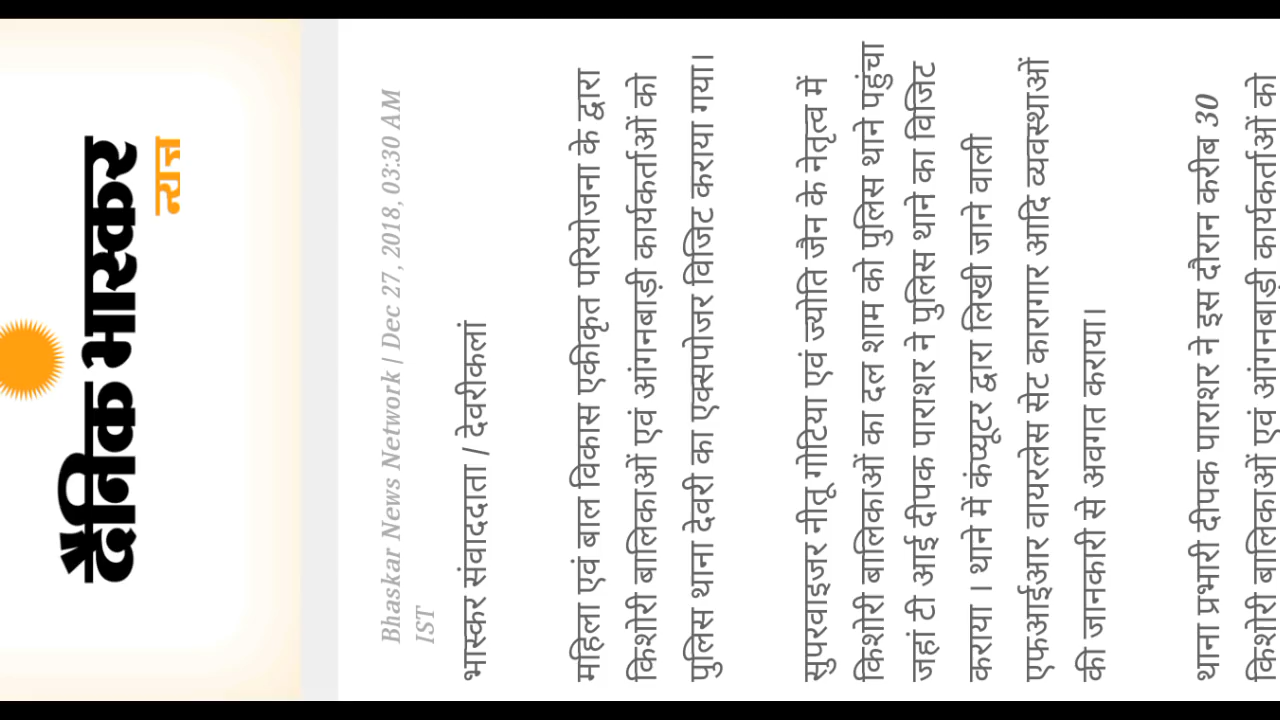 दैनिक भास्कर
Bhaskar News Network | Dec 27, 2018, 03:30 AM
IST
भास्कर संवाददाता / देवरीकलां
महिला एवं बाल विकास एकीकृत परियोजना के द्वारा
किशोरी बालिकाओं एवं आंगनबाड़ी कार्यकर्ताओं को
पुलिस थाना देवरी का एक्सपोजर विजिट कराया गया।
सुपरवाइजर नीतू गोटिया एवं ज्योति जैन के नेतृत्व में
किशोरी बालिकाओं का दल शाम को पुलिस थाने पहुंचा
जहां टी आई दीपक पाराशर ने पुलिस थाने का विजिट
कराया । थाने में कंप्यूटर द्वारा लिखी जाने वाली
एफआईआर वायरलेस सेट कारागार आदि व्यवस्थाओं
की जानकारी से अवगत कराया।
थाना प्रभारी दीपक पाराशर ने इस दौरान करीब 30
किशोरी बालिकाओं एवं आंगनबाड़ी कार्यकर्ताओं को